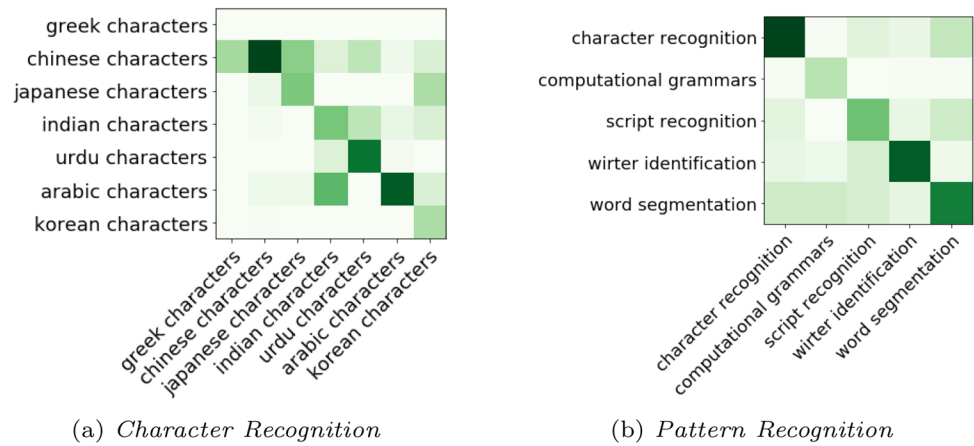 greek characters
chinese characters
japanese characters
indian characters
urdu characters
arabic characters
korean characters
greek characters
chinese characters
japanese characters
indian characters
urdu characters
arabic characters
korean characters
(a) Character Recognition
character recognition
computational grammars
script recognition
wirter identification
word segmentation
character recognition
computational grammars
script recognition
wirter identification
word segmentation
(b) Pattern Recognition